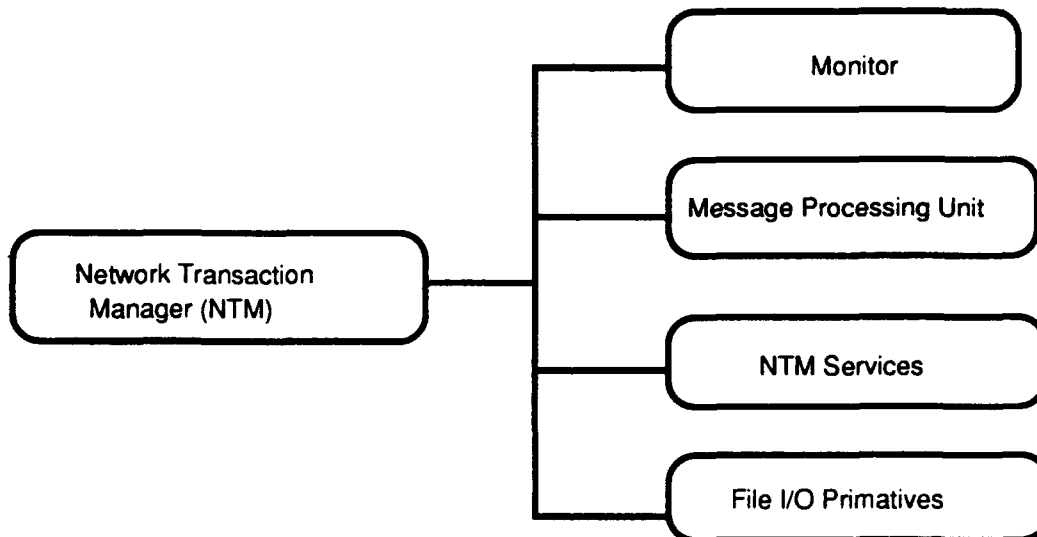 Monitor
Message Processing Unit
Network Transaction
Manager (NTM)
NTM Services
File I/O Primatives